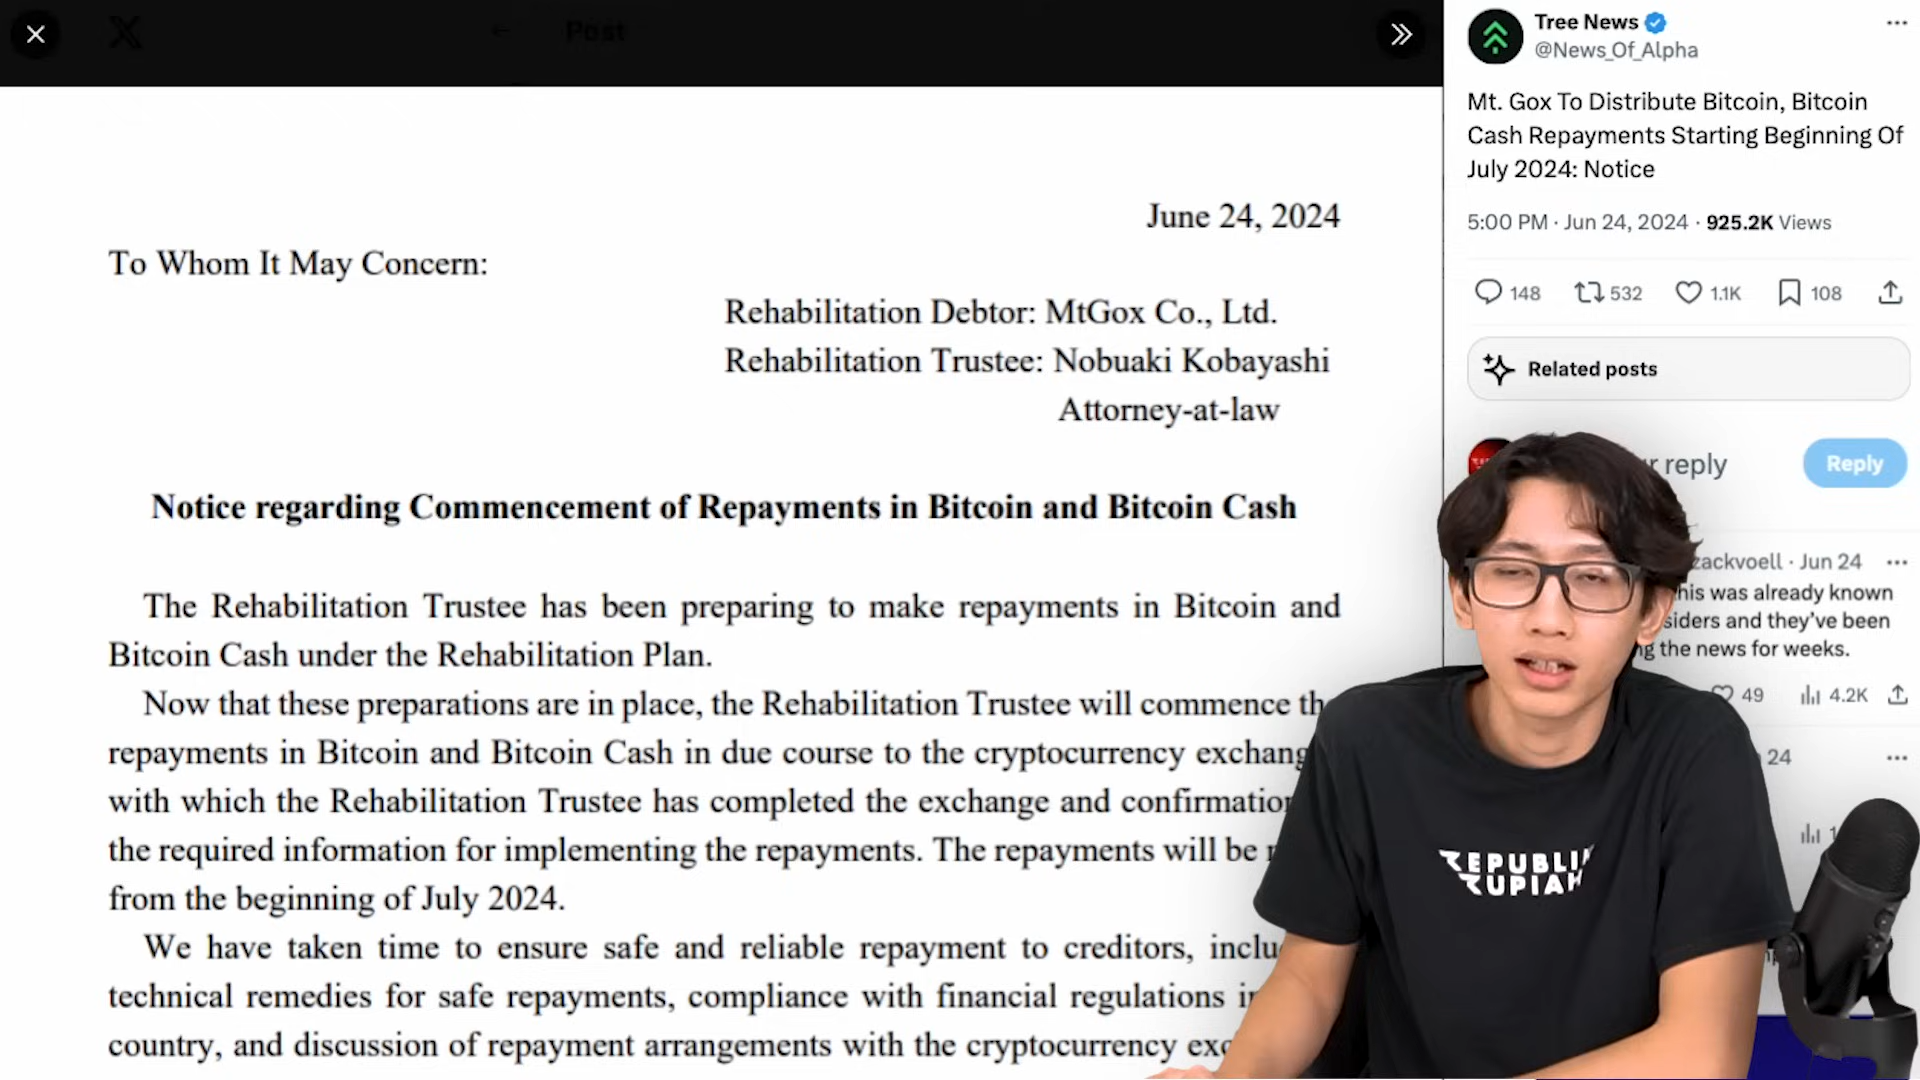 Post
June 24, 2024
To Whom It May Concern:
Rehabilitation Debtor: MtGox Co., Ltd.
Rehabilitation Trustee: Nobuaki Kobayashi
Attorney-at-law
Notice regarding Commencement of Repayments in Bitcoin and Bitcoin Cash
The Rehabilitation Trustee has been preparing to make repayments in Bitcoin and
Bitcoin Cash under the Rehabilitation Plan.
Now that these preparations are in place, the Rehabilitation Trustee will commence
repayments in Bitcoin and Bitcoin Cash in due course to the cryptocurrency
with which the Rehabilitation Trustee has completed the exchange and
the required information for implementing the repayments. The repayments will be
from the beginning of July 2024.
We have taken time to ensure safe and reliable repayment to creditors,
technical remedies for safe repayments, compliance with financial regulations
country, and discussion of repayment arrangements with the cryptocurrency
Tree News
@News_Of_Alpha
Mt. Gox To Distribute Bitcoin, Bitcoin
Cash Repayments Starting Beginning Of
July 2024: Notice
5:00 PM · Jun 24, 2024 · 925.2K Views
148 532 1.1K 108
Related posts
reply
Reply
zackvoell · Jun 24
was already known
and they've been
the news for weeks.
49 4.2K
24
REPUBLIK
RUPIAH